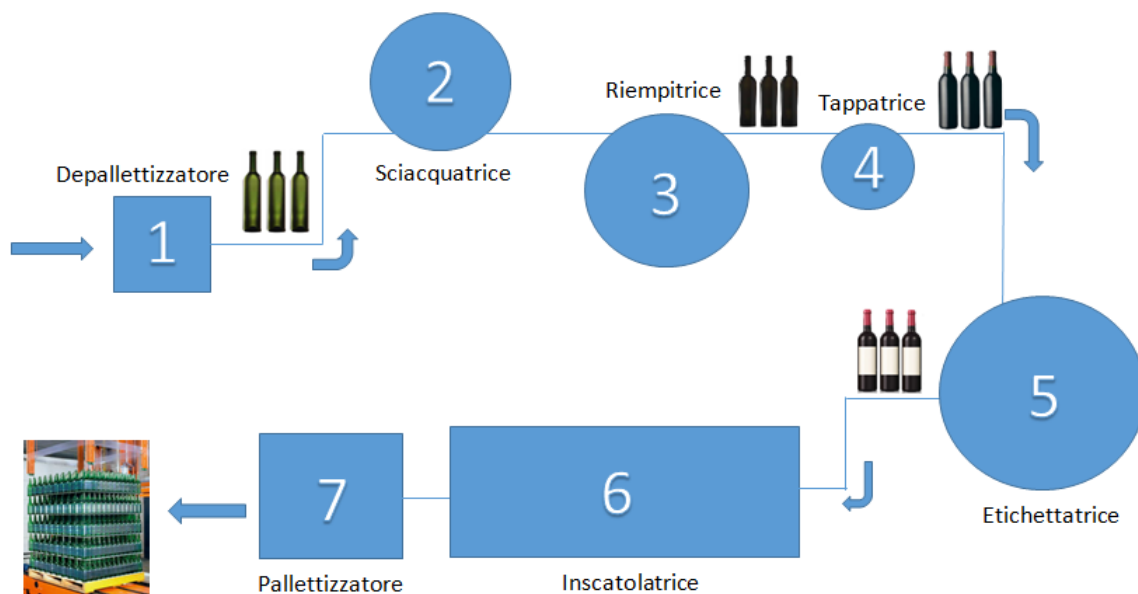 Depallettizzatore
1
2
Sciacquatrice
Riempitrice
3
Tappatrice
4
5
Etichettatrice
6
Inscatolatrice
7
Pallettizzatore